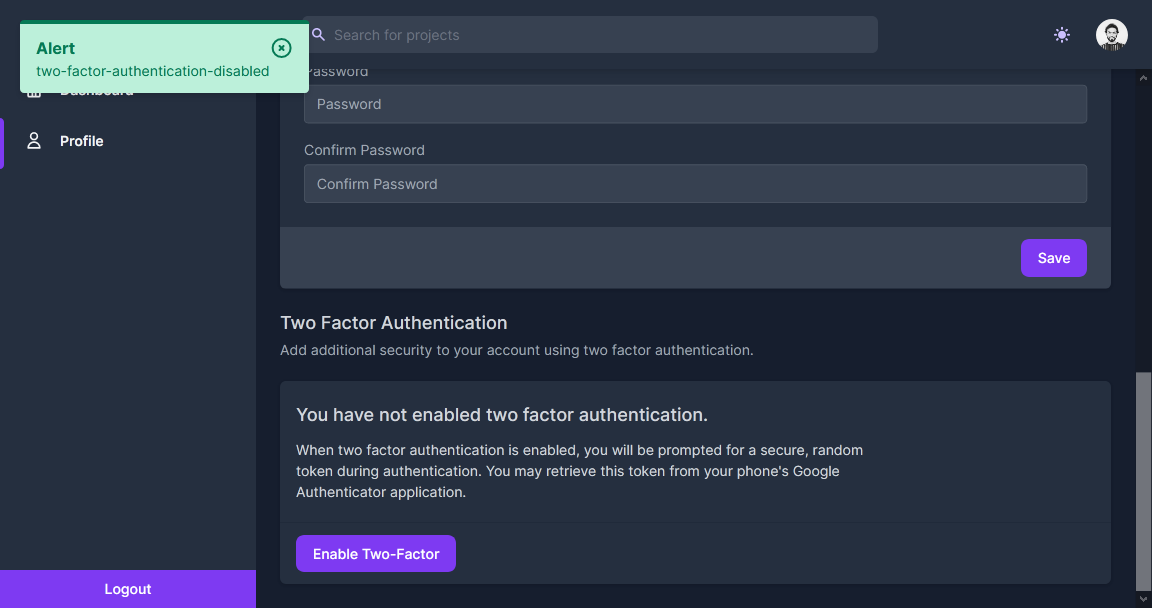 Alert
two-factor-authentication-disabled
Search for projects
Dashboard
Profile
Logout
Password
Password
Confirm Password
Confirm Password
Save
Two Factor Authentication
Add additional security to your account using two factor authentication.
You have not enabled two factor authentication.
When two factor authentication is enabled, you will be prompted for a secure, random
token during authentication. You may retrieve this token from your phone's Google
Authenticator application.
Enable Two-Factor